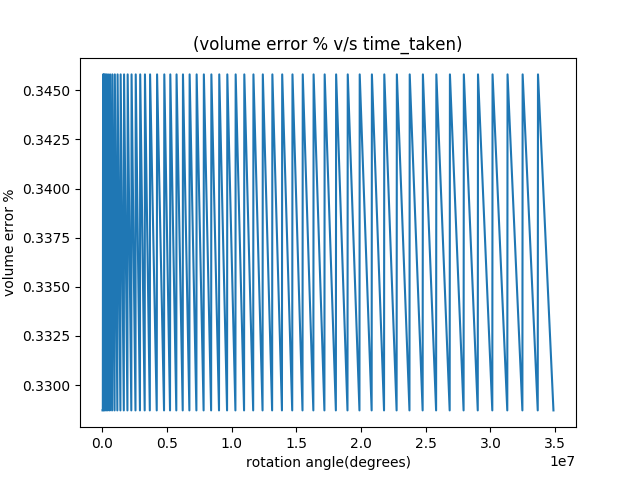 (volume error % v/s time_taken)
0.3450
0.3425
0.3400
0.3375
0.3350
0.3325
0.3300
volume error %
0.0 0.5 1.0 1.5 2.0 2.5 3.0 3.5
rotation angle(degrees)
1e7